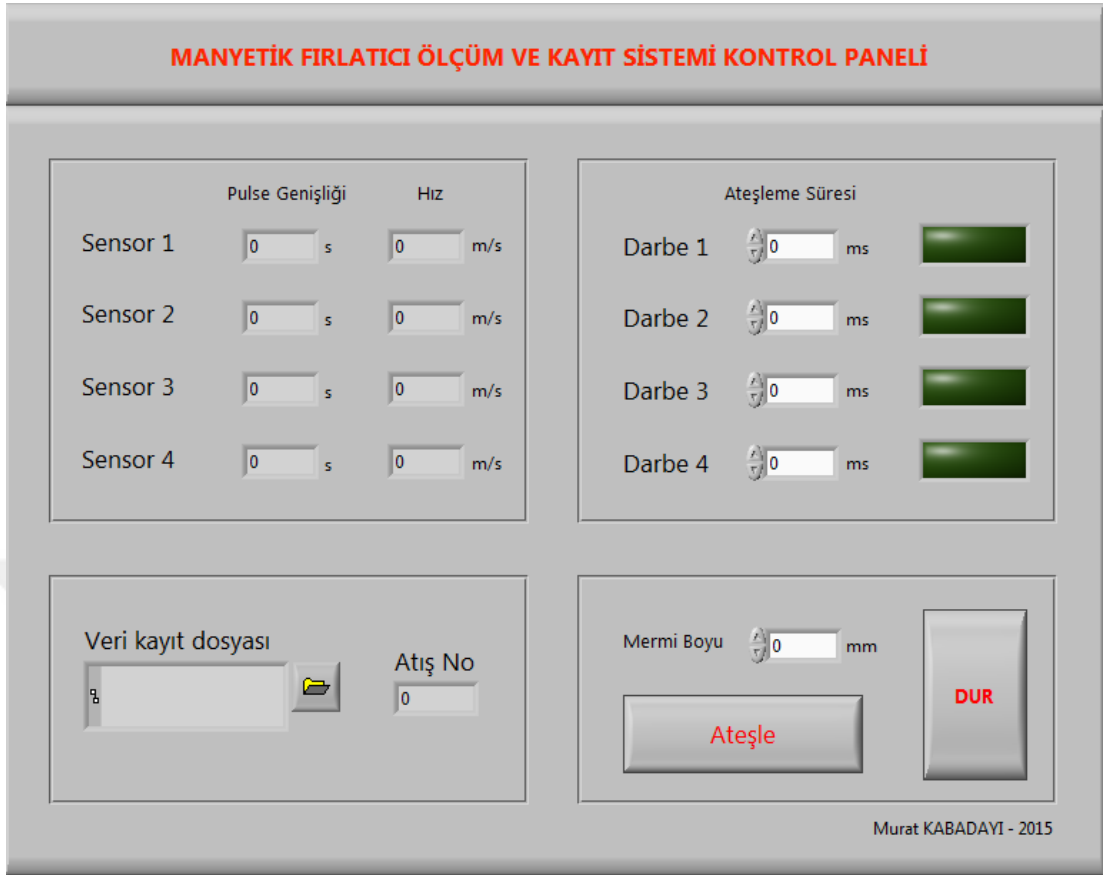 MANYETİK FIRLATICI ÖLÇÜM VE KAYIT SİSTEMİ KONTROL PANELİ
Pulse Genişliği Hız
Sensor 1 0 s 0 m/s
Sensor 2 0 s 0 m/s
Sensor 3 0 s 0 m/s
Sensor 4 0 s 0 m/s
Ateşleme Süresi
Darbe 1 0 ms
Darbe 2 0 ms
Darbe 3 0 ms
Darbe 4 0 ms
Veri kayıt dosyası
Atış No
0
Mermi Boyu 0 mm
Ateşle
DUR
Murat KABADAYI - 2015